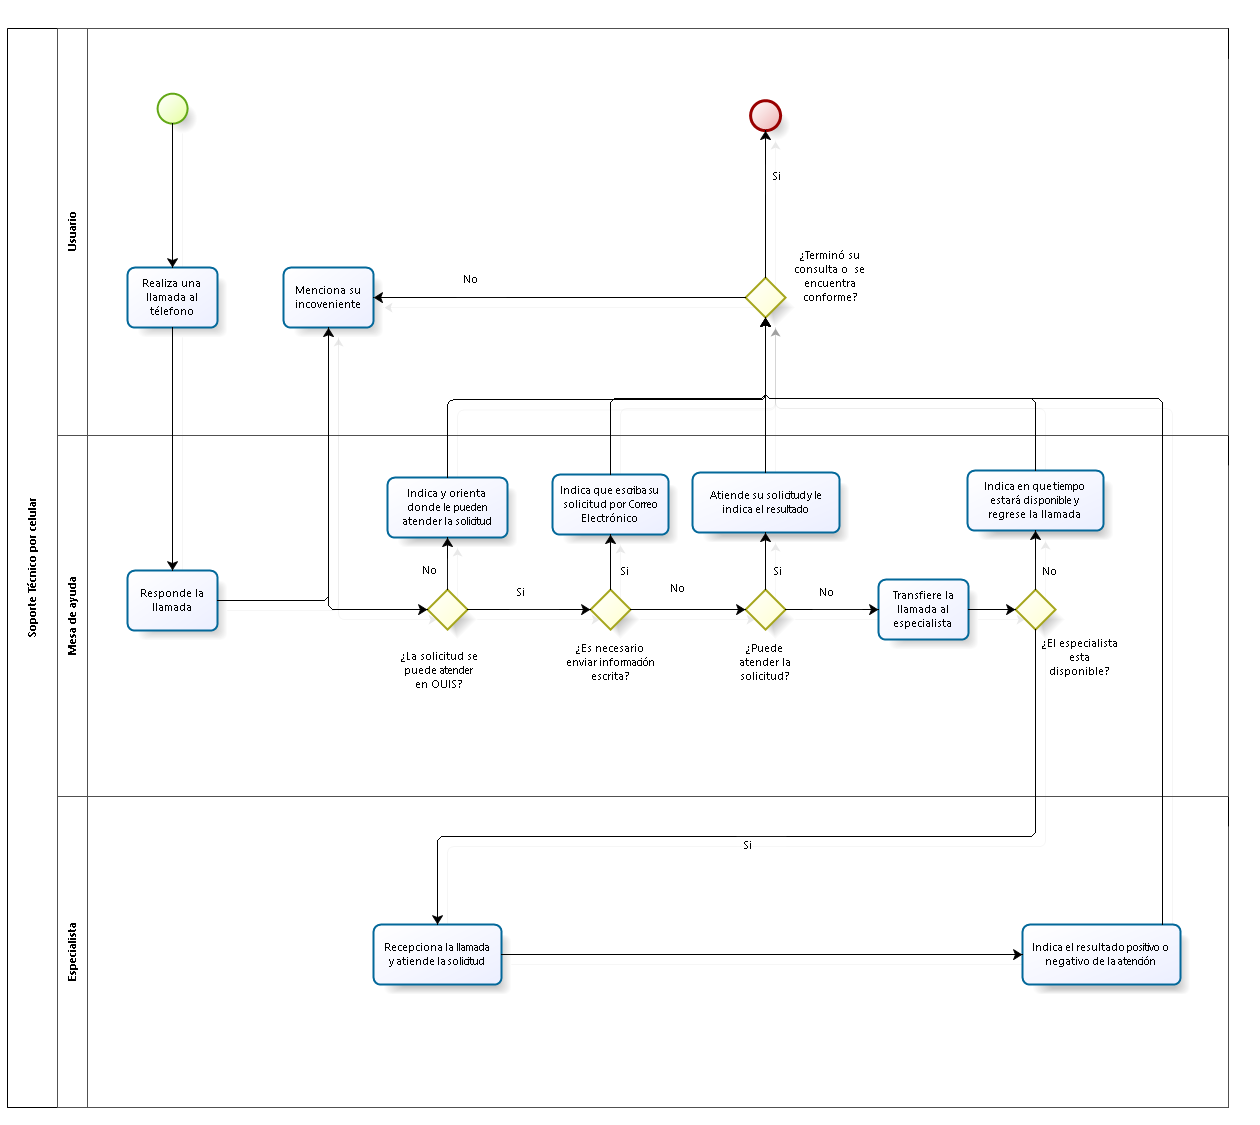 Soporte Técnico por celular
Usuario
Si
¿Terminó su
consulta o se
encuentra
conforme?
No
Realiza una
llamada al
télefono
Menciona su
incoveniente
Mesa de ayuda
Indica y orienta
donde le pueden
atender la solicitud
Indica que escriba su
solicitud por Correo
Electrónico
Atiende su solicitud y le
indica el resultado
Indica en que tiempo
estará disponible y
regrese la llamada
No
Si
Si
No
Responde la
llamada
Si
No
No
Transfiere la
llamada al
especialista
¿La solicitud se
puede atender
en OUIS?
¿Es necesario
enviar información
escrita?
¿Puede
atender la
solicitud?
¿El especialista
esta
disponible?
Especialista
Si
Recepciona la llamada
y atiende la solicitud
Indica el resultado positivo o
negativo de la atención